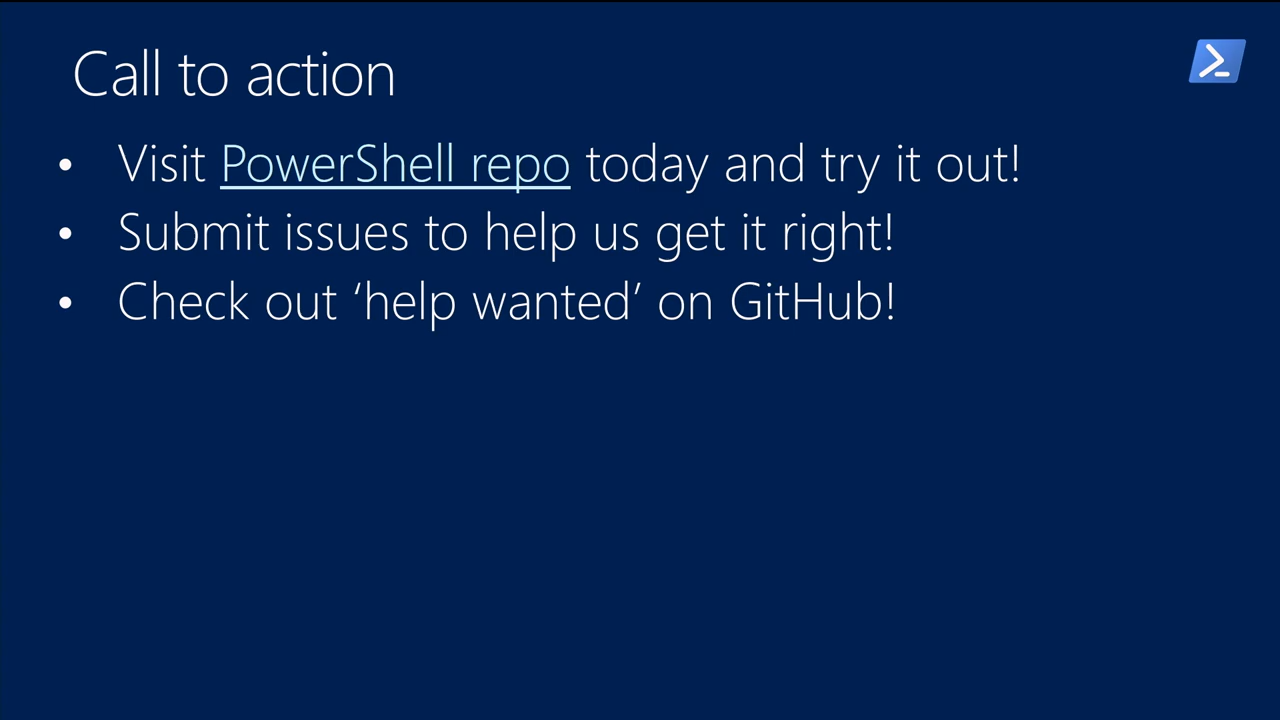 Call to action
• Visit PowerShell repo today and try it out!
• Submit issues to help us get it right!
• Check out ‘help wanted’ on GitHub!